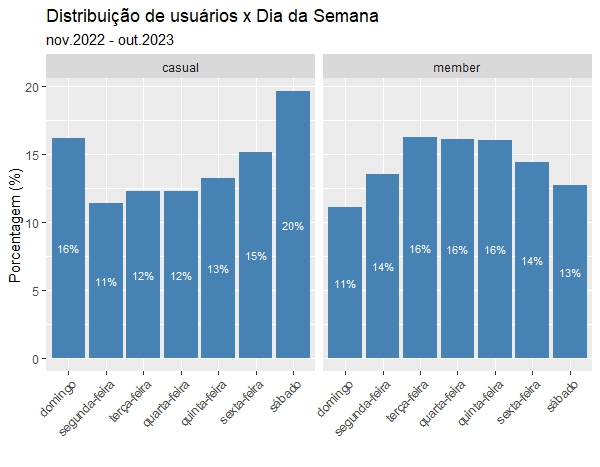 Distribuição de usuários x Dia da Semana
nov.2022 - out.2023
casual
member
Porcentagem (%)
20
15
10
5
0
16%
11%
12%
12%
13%
15%
20%
11%
14%
16%
16%
16%
14%
13%
domingo
segunda-feira
terça-feira
quarta-feira
quinta-feira
sexta-feira
sábado
domingo
segunda-feira
terça-feira
quarta-feira
quinta-feira
sexta-feira
sábado